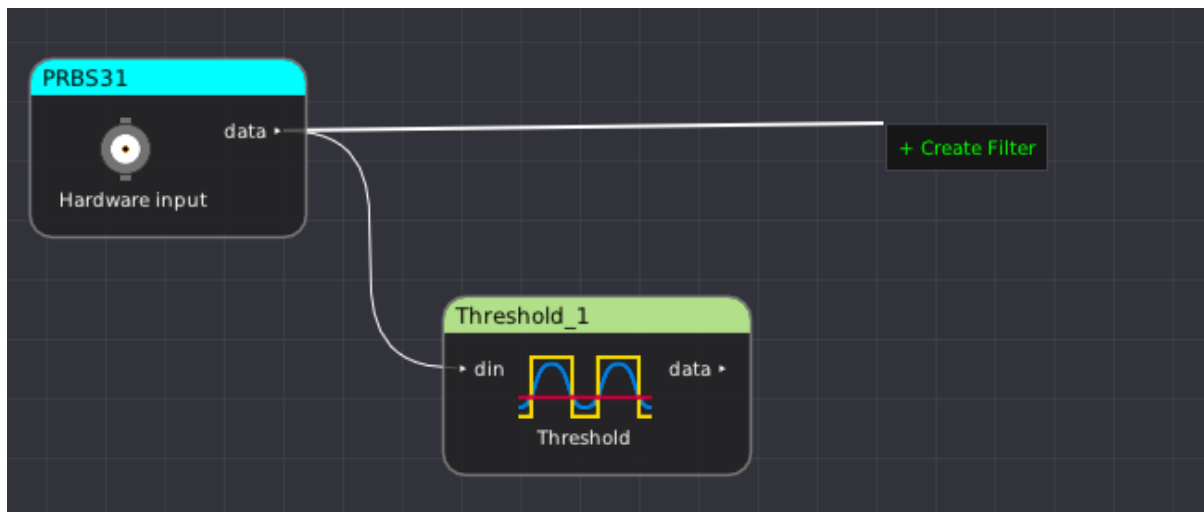 PRBS31
data
Hardware input
+ Create Filter
Threshold_1
din
data
Threshold